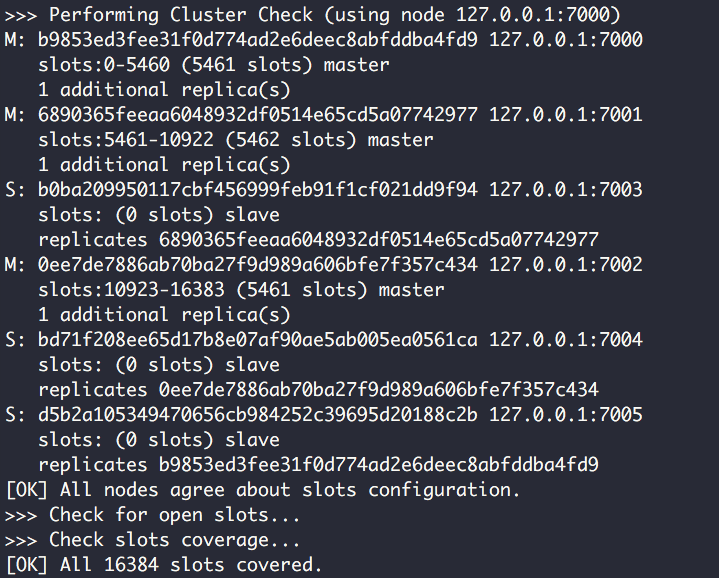 >>> Performing Cluster Check (using node 127.0.0.1:7000)
M: b9853ed3fee31f0d774ad2e6deec8abfddba4fd9 127.0.0.1:7000
   slots:0-5460 (5461 slots) master
   1 additional replica(s)
M: 6890365feeaa6048932df0514e65cd5a07742977 127.0.0.1:7001
   slots:5461-10922 (5462 slots) master
   1 additional replica(s)
S: b0ba209950117cbf456999feb91f1cf021dd9f94 127.0.0.1:7003
   slots: (0 slots) slave
   replicates 6890365feeaa6048932df0514e65cd5a07742977
M: 0ee7de7886ab70ba27f9d989a606bfe7f357c434 127.0.0.1:7002
   slots:10923-16383 (5461 slots) master
   1 additional replica(s)
S: bd71f208ee65d17b8e07af90ae5ab005ea0561ca 127.0.0.1:7004
   slots: (0 slots) slave
   replicates 0ee7de7886ab70ba27f9d989a606bfe7f357c434
S: d5b2a105349470656cb984252c39695d20188c2b 127.0.0.1:7005
   slots: (0 slots) slave
   replicates b9853ed3fee31f0d774ad2e6deec8abfddba4fd9
[OK] All nodes agree about slots configuration.
>>> Check for open slots...
>>> Check slots coverage...
[OK] All 16384 slots covered.